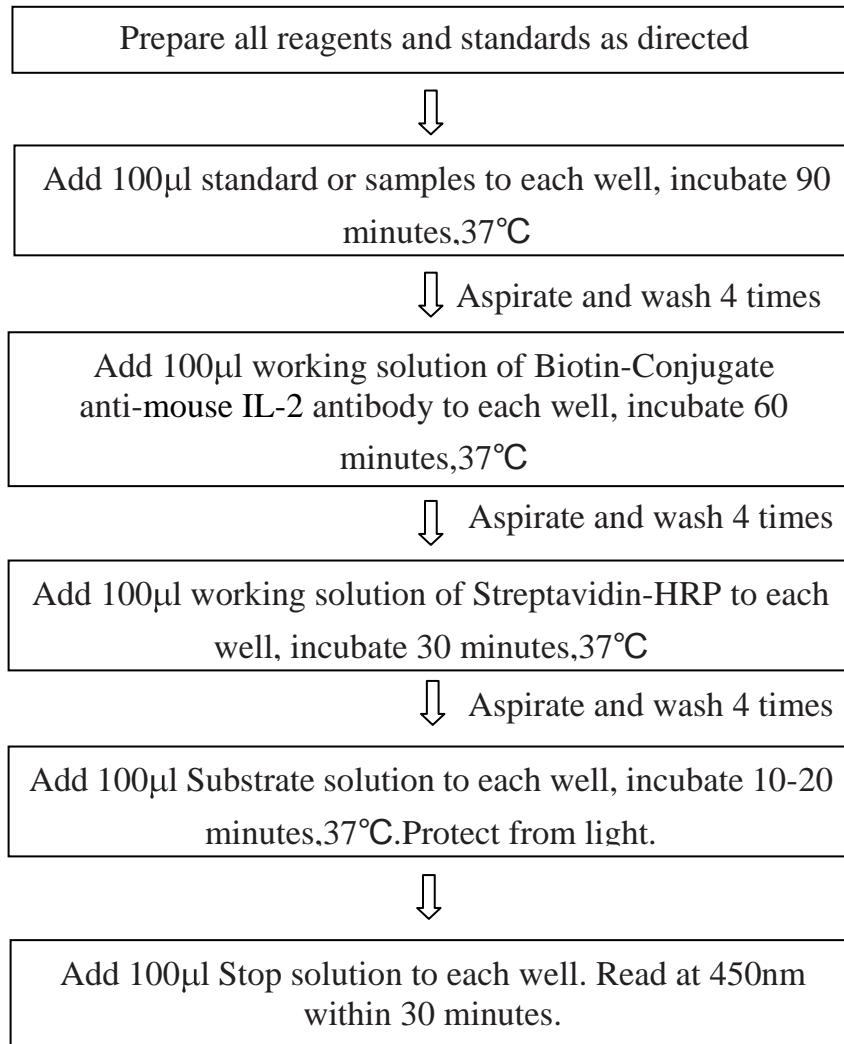 Prepare all reagents and standards as directed
Add 100μl standard or samples to each well, incubate 90
minutes,37℃
Aspirate and wash 4 times
Add 100μl working solution of Biotin-Conjugate
anti-mouse IL-2 antibody to each well, incubate 60
minutes,37℃
Aspirate and wash 4 times
Add 100μl working solution of Streptavidin-HRP to each
well, incubate 30 minutes,37℃
Aspirate and wash 4 times
Add 100μl Substrate solution to each well, incubate 10-20
minutes,37℃.Protect from light.
Add 100μl Stop solution to each well. Read at 450nm
within 30 minutes.